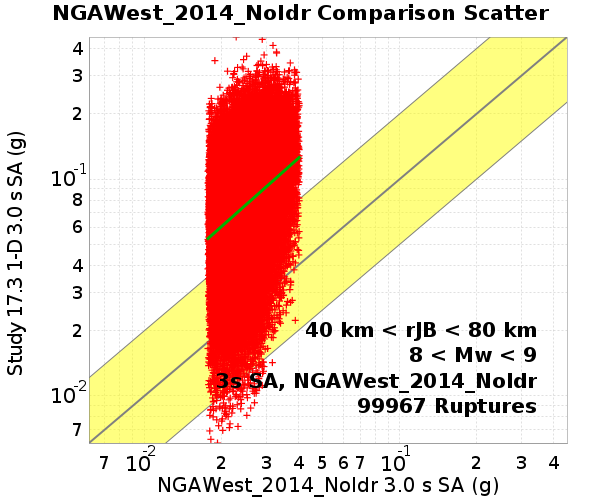 NGAWest_2014_NoIdr Comparison Scatter
Study 17.3 1-D 3.0 s SA (g)
4
3
2
10-1
8
6
4
3
2
10-2
7
40 km < rJB < 80 km
8 < Mw < 9
3s SA, NGAWest_2014_NoIdr
99967 Ruptures
7 10-2 2 3 4 5 6 7 10-1 2 3 4
NGAWest_2014_NoIdr 3.0 s SA (g)